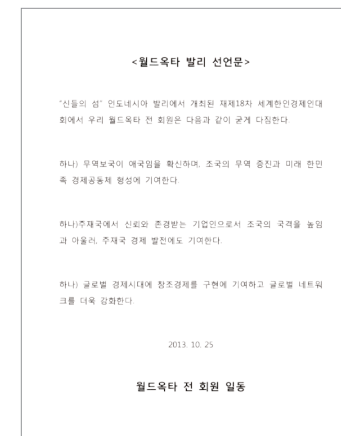 <월드옥타 발리 선언문>
"신들의 섬" 인도네시아 발리에서 개최된 재제18차 세계한인경제인대
회에서 우리 월드옥타 전 회원은 다음과 같이 굳게 다짐한다.
하나) 무역보국이 애국임을 확신하며, 조국의 무역 증진과 미래 한민
족 경제공동체 형성에 기여한다.
하나)주재국에서 신뢰와 존경받는 기업인으로서 조국의 국격을 높임
과 아울러, 주재국 경제 발전에도 기여한다.
하나) 글로벌 경제시대에 창조경제를 구현에 기여하고 글로벌 네트워
크를 더욱 강화한다.
2013. 10. 25
월드옥타 전 회원 일동